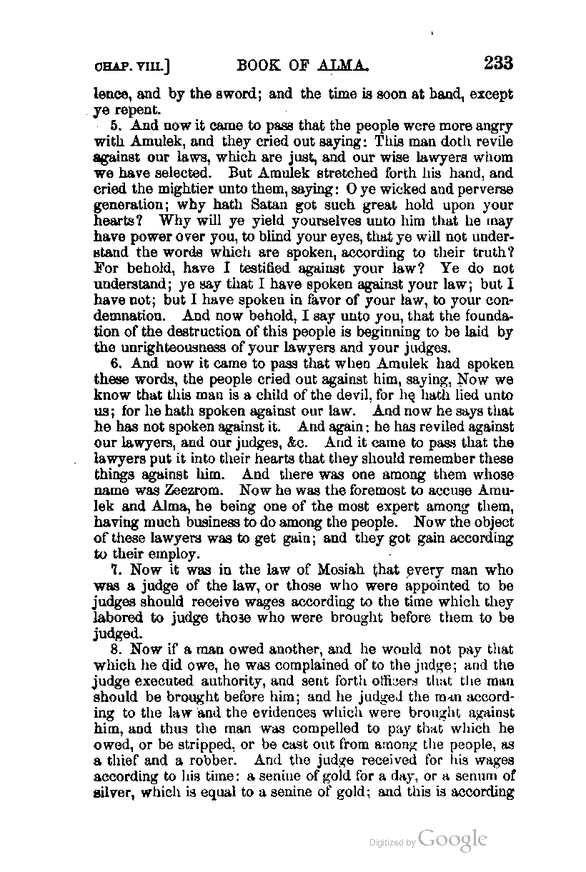 CHAP. VIII.] BOOK OF ALMA. 233
lence, and by the sword; and the time is soon at hand, except
ye repent.
5. And now it came to pass that the people were more angry
with Amulek, and they cried out saying: This man doth revile
against our laws, which are just, and our wise lawyers whom
we have selected. But Amulek stretched forth his hand, and
cried the mightier unto them, saying: O ye wicked and perverse
generation; why hath Satan got such great hold upon your
hearts? Why will ye yield yourselves unto him that he may
have power over you, to blind your eyes, that ye will not under-
stand the words which are spoken, according to their truth?
For behold, have I testified against your law? Ye do not
understand; ye say that I have spoken against your law; but I
have not; but I have spoken in favor of your law, to your con-
demnation. And now behold, I say unto you, that the founda-
tion of the destruction of this people is beginning to be laid by
the unrighteousness of your lawyers and your judges.
6. And now it came to pass that when Amulek had spoken
these words, the people cried out against him, saying, Now we
know that this man is a child of the devil, for he hath lied unto
us; for he hath spoken against our law. And now he says that
he has not spoken against it. And again: he has reviled against
our lawyers, and our judges, &c. And it came to pass that the
lawyers put it into their hearts that they should remember these
things against him. And there was one among them whose
name was Zeezrom. Now he was the foremost to accuse Amu-
lek and Alma, he being one of the most expert among them,
having much business to do among the people. Now the object
of these lawyers was to get gain; and they got gain according
to their employ.
7. Now it was in the law of Mosiah that every man who
was a judge of the law, or those who were appointed to be
judges should receive wages according to the time which they
labored to judge those who were brought before them to be
judged.
8. Now if a man owed another, and he would not pay that
which he did owe, he was complained of to the judge; and the
judge executed authority, and sent forth officers that the man
should be brought before him; and he judged the man accord-
ing to the law and the evidences which were brought against
him, and thus the man was compelled to pay that which he
owed, or be stripped, or be cast out from among the people, as
a thief and a robber. And the judge received for his wages
according to his time: a senine of gold for a day, or a senum of
silver, which is equal to a senine of gold; and this is according
Digitized by Google